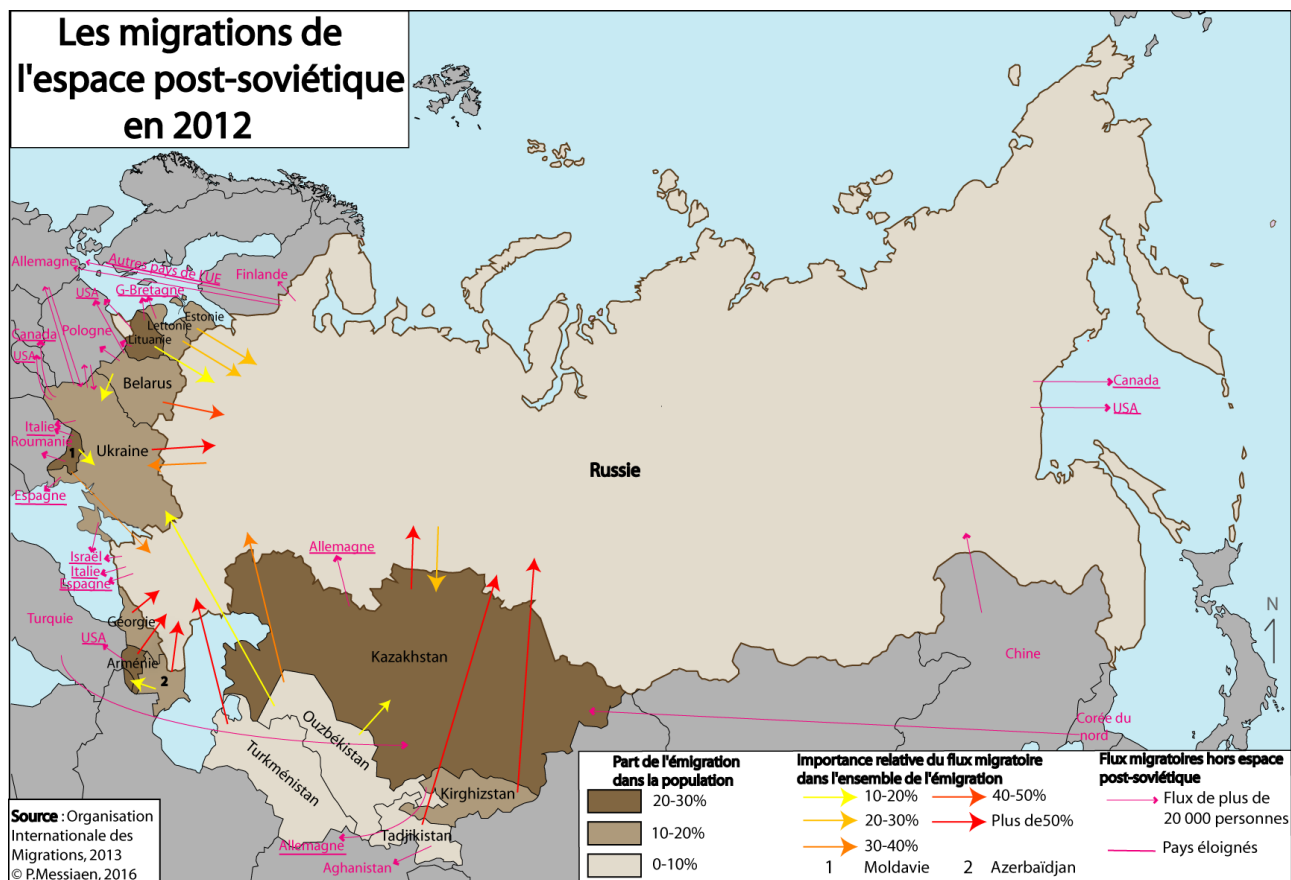 Les migrations de
l'espace post-soviétique
en 2012
Allemagne
Autres pays de l'UE
Finlande
USA
G-Bretagne
Estonie
Lettonie
Canada
Pologne
Lituanie
USA
Belarus
Canada
USA
Italie
Roumanie
1
Ukraine
Russie
Espagne
Israël
Italie
Espagne
Allemagne
Turquie
Géorgie
USA
Arménie
2
Kazakhstan
Chine
N
Ouzbékistan
Turkménistan
Corée du
nord
2
Kirghizstan
Tadjikistan
Allemagne
Aghanistan
Source : Organisation
Internationale des
Migrations, 2013
© P.Messiaen, 2016
Part de l'émigration
dans la population
20-30%
10-20%
0-10%
Importance relative du flux migratoire
dans l'ensemble de l'émigration
10-20%
40-50%
20-30%
Plus de50%
30-40%
1 Moldavie
2 Azerbaïdjan
Flux migratoires hors espace
post-soviétique
Flux de plus de
20 000 personnes
Pays éloignés